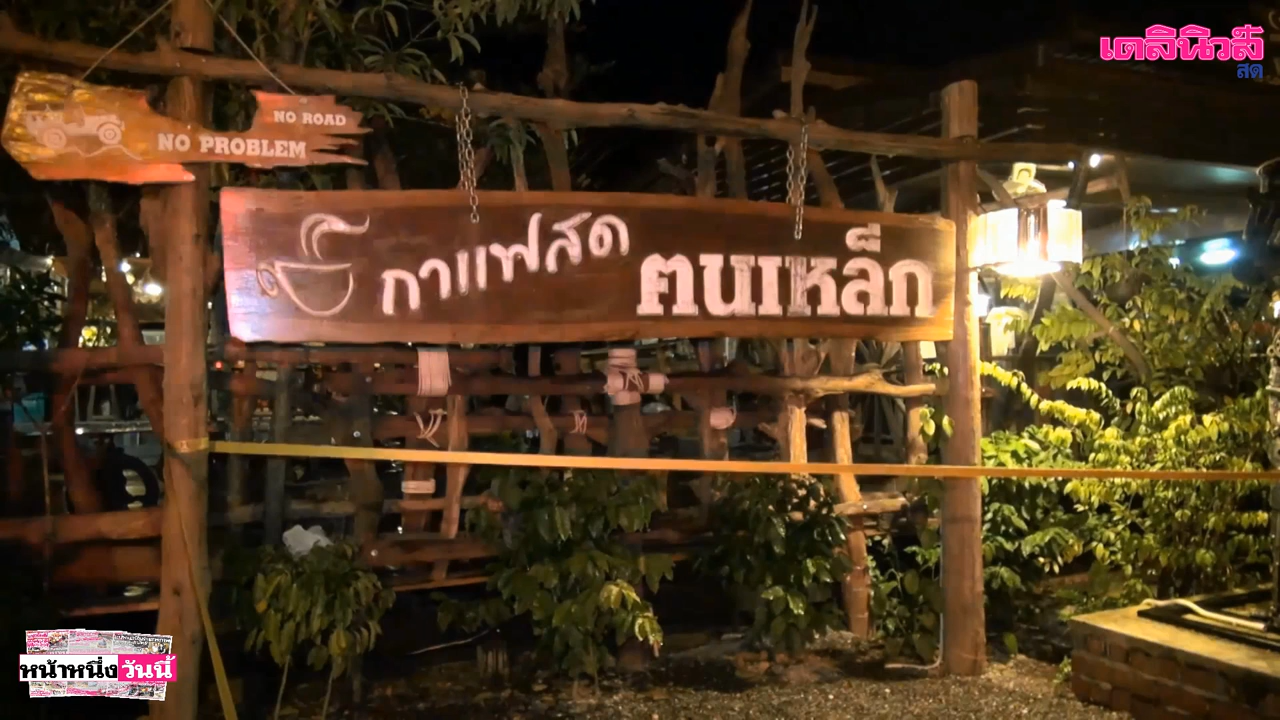 เดลินิวส์
สด
NO ROAD
NO PROBLEM
กาแฟสด
ฅนเหล็ก
หน้าหนึ่ง วันนี้